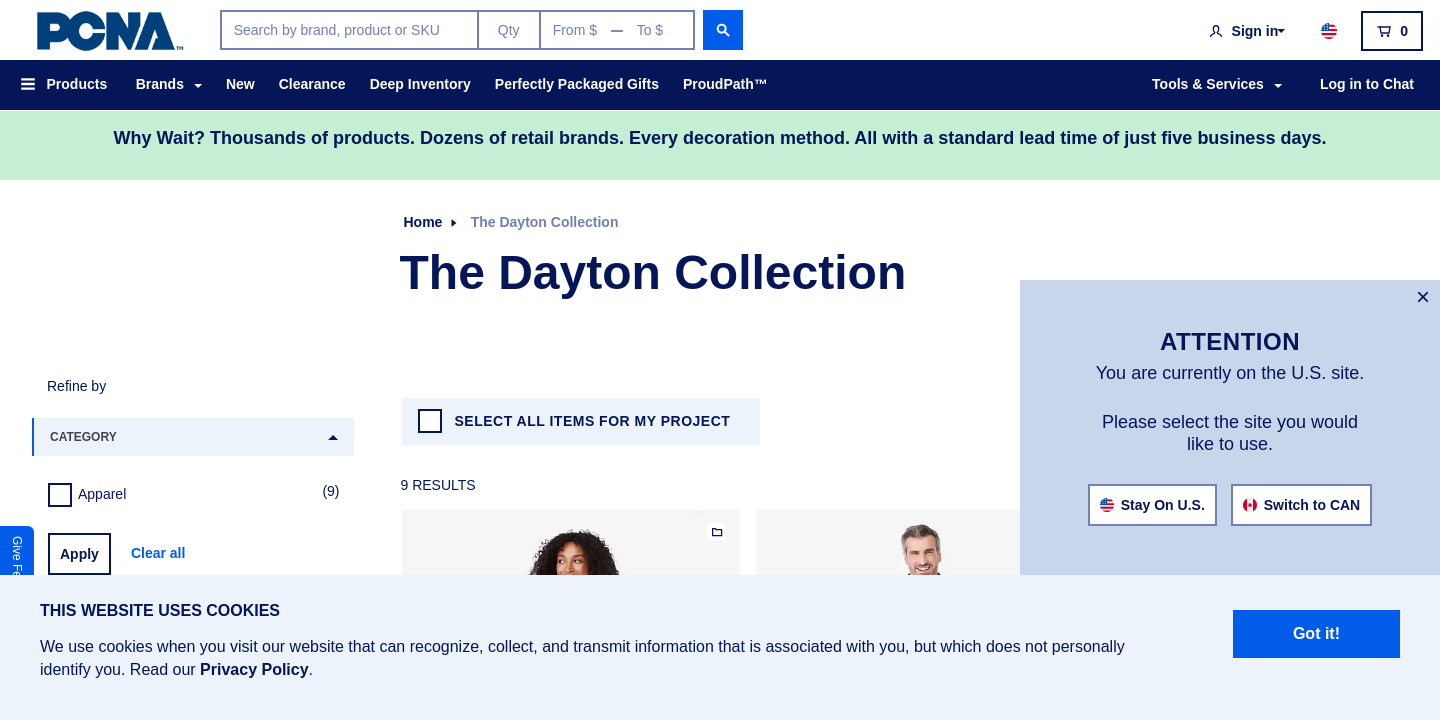 PCNA™
Search by brand, product or SKU
Qty
From $ — To $
Sign in
0
Products
Brands
New
Clearance
Deep Inventory
Perfectly Packaged Gifts
ProudPath™
Tools & Services
Log in to Chat
Why Wait? Thousands of products. Dozens of retail brands. Every decoration method. All with a standard lead time of just five business days.
Home
The Dayton Collection
The Dayton Collection
ATTENTION
You are currently on the U.S. site.
Please select the site you would
like to use.
Stay On U.S.
Switch to CAN
Refine by
CATEGORY
Apparel
(9)
Apply
Clear all
SELECT ALL ITEMS FOR MY PROJECT
9 RESULTS
Give
THIS WEBSITE USES COOKIES
We use cookies when you visit our website that can recognize, collect, and transmit information that is associated with you, but which does not personally
identify you. Read our Privacy Policy.
Got it!